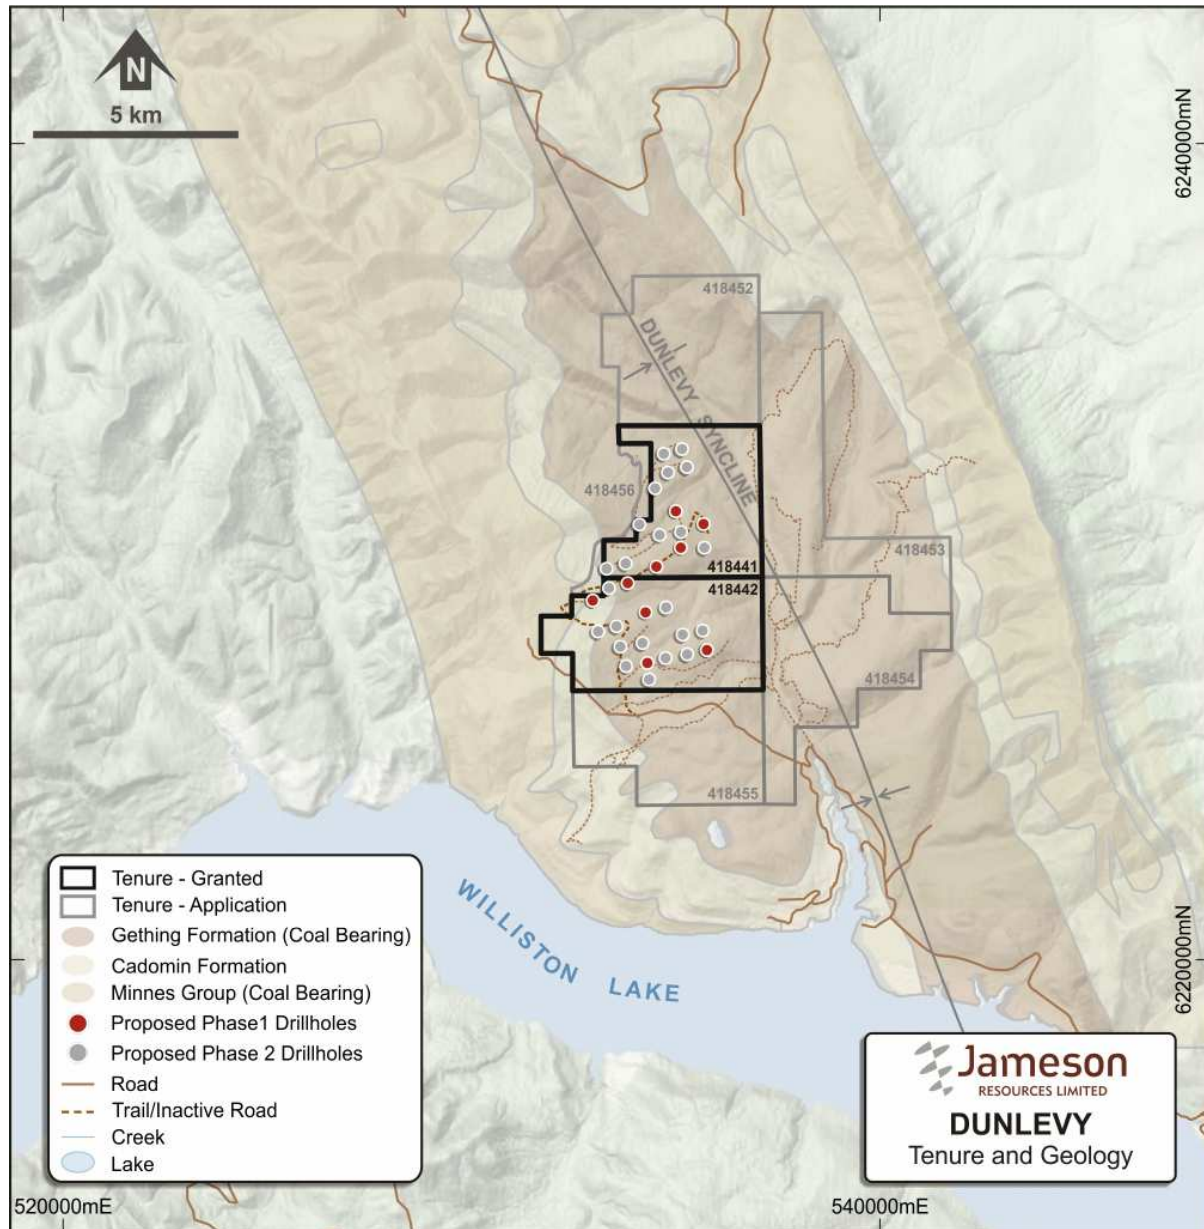 N
5 km
6240000mN
418452
DUNLEVY SYNCLINE
418456
418441
418453
418442
418454
418455
WILLISTON LAKE
6220000mN
Tenure - Granted
Tenure - Application
Gething Formation (Coal Bearing)
Cadomin Formation
Minnes Group (Coal Bearing)
Proposed Phase1 Drillholes
Proposed Phase 2 Drillholes
Road
Trail/Inactive Road
Creek
Lake
Jameson
RESOURCES LIMITED
DUNLEVY
Tenure and Geology
520000mE
540000mE